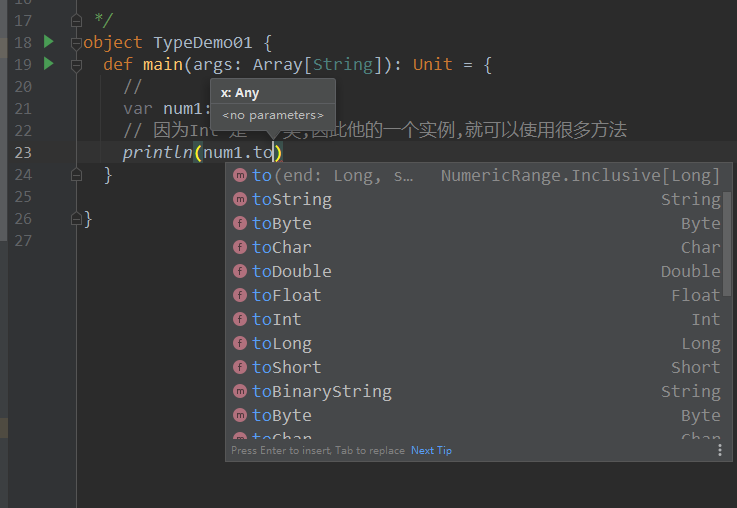 17 */
18 object TypeDemo01 {
19 def main(args: Array[String]): Unit = {
20 //
x: Any
21 var num1:
<no parameters>
22 // 因为Int 是 类,因此他的一个实例,就可以使用很多方法
23 println(num1.to)
24 }
25
26 }
27
to(end: Long, s… NumericRange.Inclusive[Long]
toString String
toByte Byte
toChar Char
toDouble Double
toFloat Float
toInt Int
toLong Long
toShort Short
toBinaryString String
toByte Byte
toChar Char
Press Enter to insert, Tab to replace Next Tip